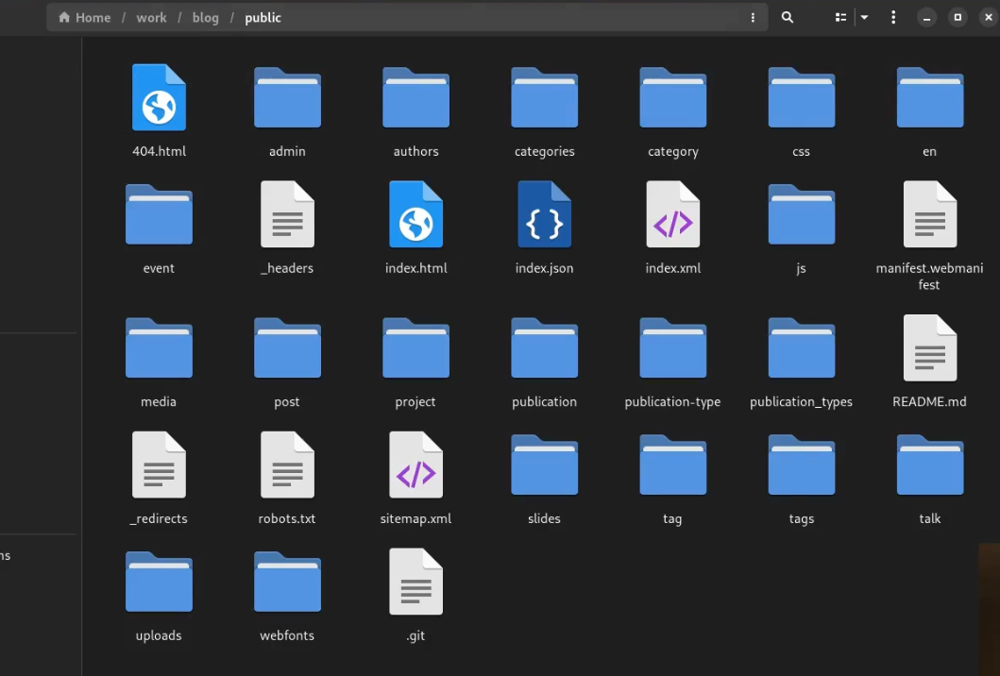 Home / work / blog / public
404.html admin authors categories category css en
event _headers index.html index.json index.xml js manifest.webmani
fest
media post project publication publication-type publication_types README.md
_redirects robots.txt sitemap.xml slides tag tags talk
ns
uploads webfonts .git